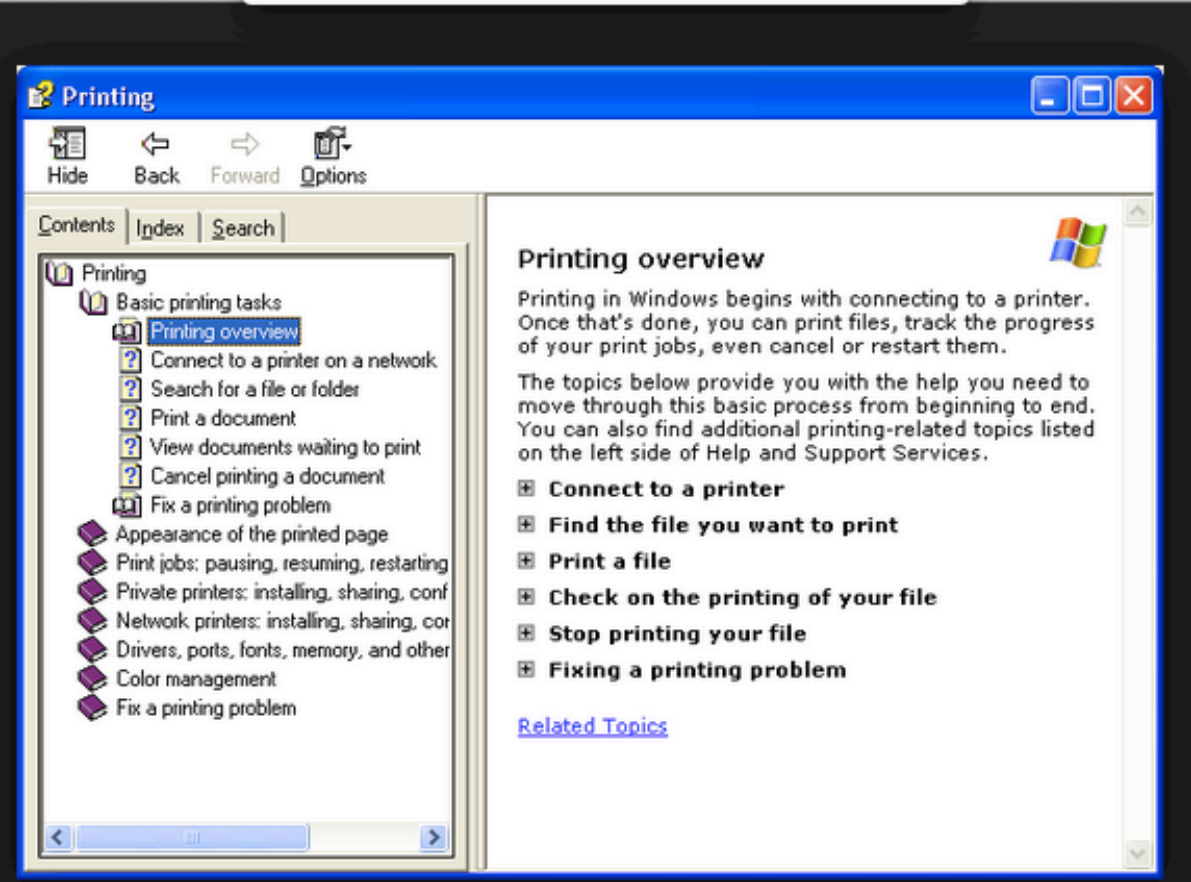 Printing
Hide Back Forward Options
Contents Index Search
Printing
Basic printing tasks
Printing overview
Connect to a printer on a network
Search for a file or folder
Print a document
View documents waiting to print
Cancel printing a document
Fix a printing problem
Appearance of the printed page
Print jobs: pausing, resuming, restarting
Private printers: installing, sharing, conf
Network printers: installing, sharing, cor
Drivers, ports, fonts, memory, and other
Color management
Fix a printing problem
Printing overview
Printing in Windows begins with connecting to a printer.
Once that's done, you can print files, track the progress
of your print jobs, even cancel or restart them.
The topics below provide you with the help you need to
move through this basic process from beginning to end.
You can also find additional printing-related topics listed
on the left side of Help and Support Services.
Connect to a printer
Find the file you want to print
Print a file
Check on the printing of your file
Stop printing your file
Fixing a printing problem
Related Topics